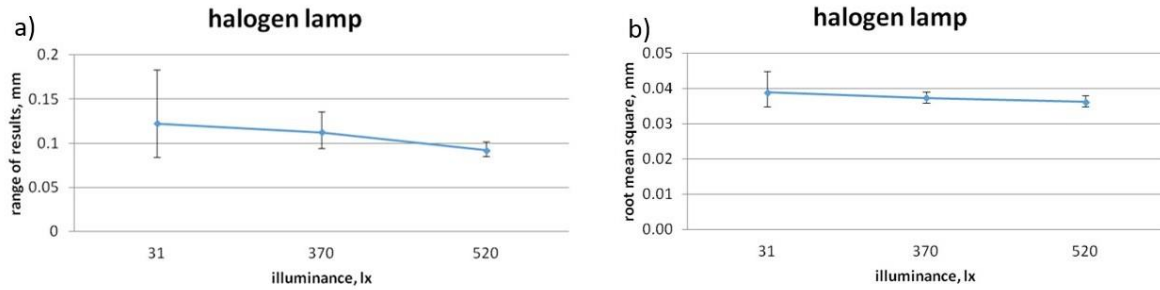 a)
halogen lamp
range of results, mm
0.2
0.15
0.1
0.05
0
31 370 520
illuminance, lx
b)
halogen lamp
root mean square, mm
0.05
0.04
0.03
0.02
0.01
0.00
31 370 520
illuminance, lx